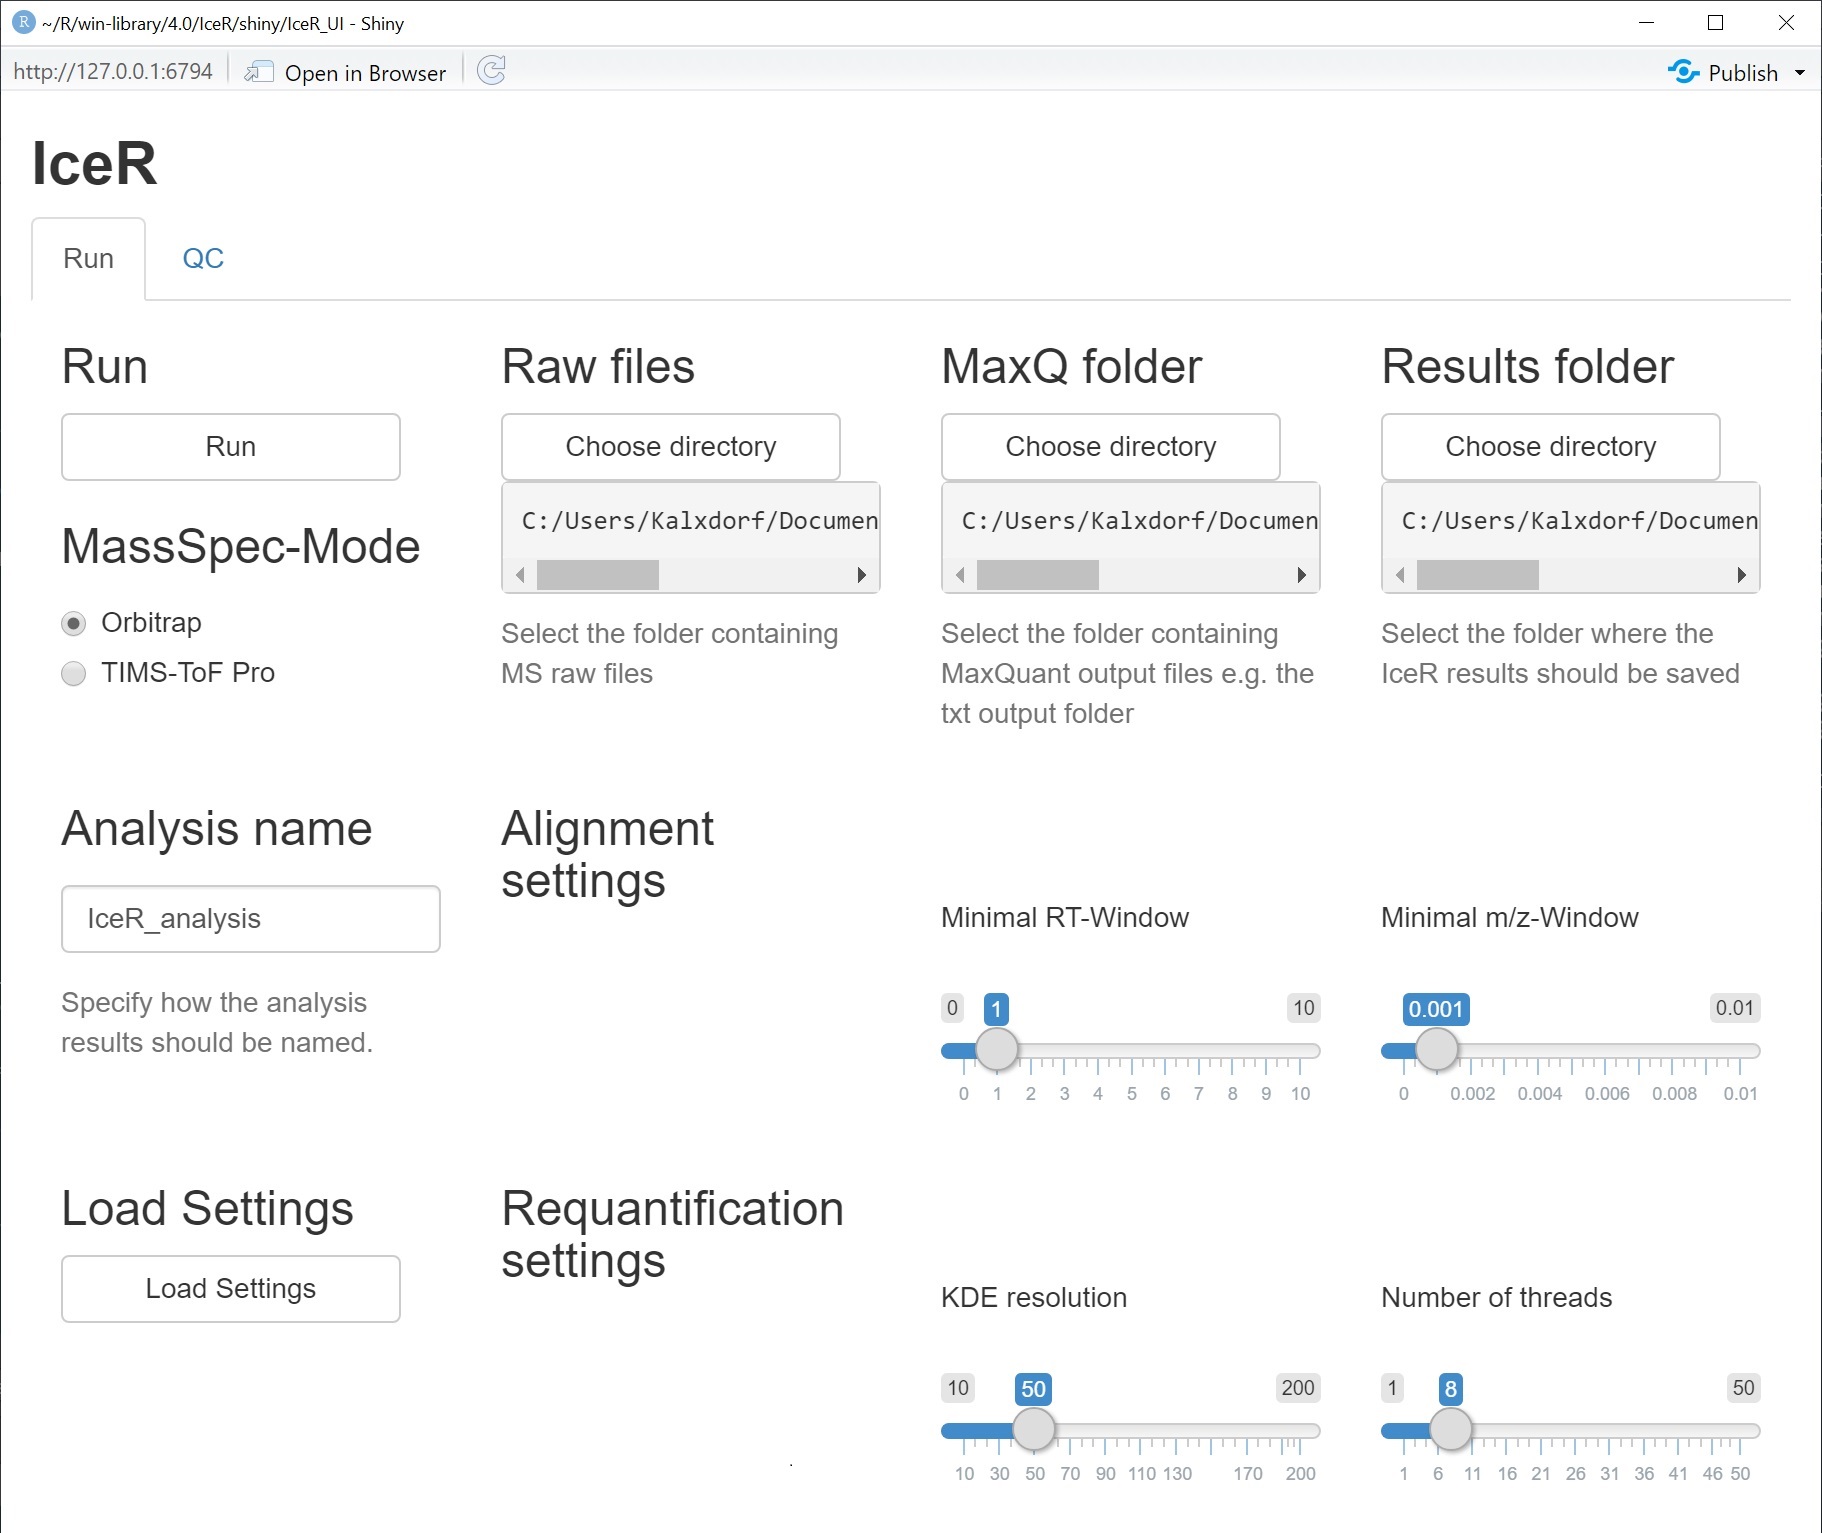 R ~/R/win-library/4.0/IceR/shiny/IceR_UI - Shiny
http://127.0.0.1:6794 Open in Browser Publish
IceR
Run QC
Run
Run
MassSpec-Mode
Orbitrap
TIMS-ToF Pro
Raw files
Choose directory
C:/Users/Kalxdorf/Documen
Select the folder containing
MS raw files
MaxQ folder
Choose directory
C:/Users/Kalxdorf/Documen
Select the folder containing
MaxQuant output files e.g. the
txt output folder
Results folder
Choose directory
C:/Users/Kalxdorf/Documen
Select the folder where the
IceR results should be saved
Analysis name
IceR_analysis
Specify how the analysis
results should be named.
Alignment
settings
Minimal RT-Window
0 1 10
0 1 2 3 4 5 6 7 8 9 10
Minimal m/z-Window
0.001 0.01
0 0.002 0.004 0.006 0.008 0.01
Load Settings
Load Settings
Requantification
settings
KDE resolution
10 50 200
10 30 50 70 90 110 130 170 200
Number of threads
1 8 50
1 6 11 16 21 26 31 36 41 46 50